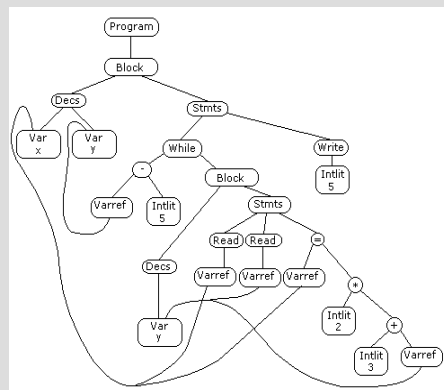 Program
Block
Decs
Stmts
Var
x
Var
y
While
Write
-
Block
Intlit
5
Varref
Intlit
5
Stmts
Read
Read
=
Decs
Varref
Varref
Varref
*
Var
y
Intlit
2
+
Intlit
3
Varref